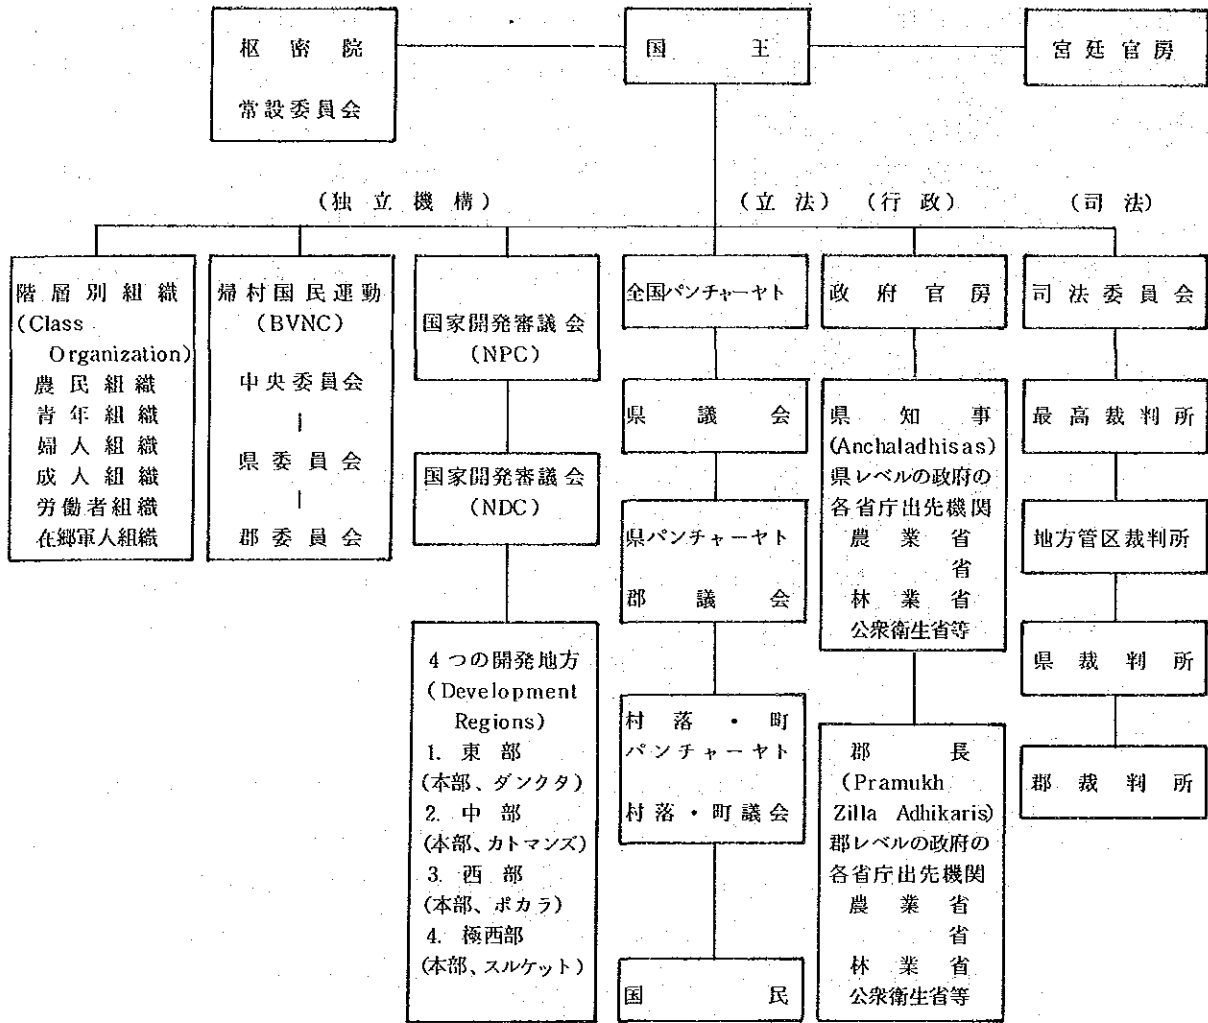 枢密院
常設委員会
国王
宮廷官房
(独立機構)
(立法)
(行政)
(司法)
階層別組織
(Class
Organization)
農民組織
青年組織
婦人組織
成人組織
労働者組織
在郷軍人組織
帰村国民運動
(BVNC)
中央委員会
県委員会
郡委員会
国家開発審議会
(NPC)
国家開発審議会
(NDC)
4つの開発地方
(Development
Regions)
1. 東部
(本部、ダンクタ)
2. 中部
(本部、カトマンズ)
3. 西部
(本部、ポカラ)
4. 極西部
(本部、スルケット)
全国パンチャーヤト
県議会
県パンチャーヤト
郡議会
村落・町
パンチャーヤト
村落・町議会
国民
政府官房
県知事
(Anchaladhisas)
県レベルの政府の
各省庁出先機関
農業省
省
林業省
公衆衛生省等
郡長
(Pramukh
Zilla Adhikaris)
郡レベルの政府の
各省庁出先機関
農業省
省
林業省
公衆衛生省等
司法委員会
最高裁判所
地方管区裁判所
県裁判所
郡裁判所